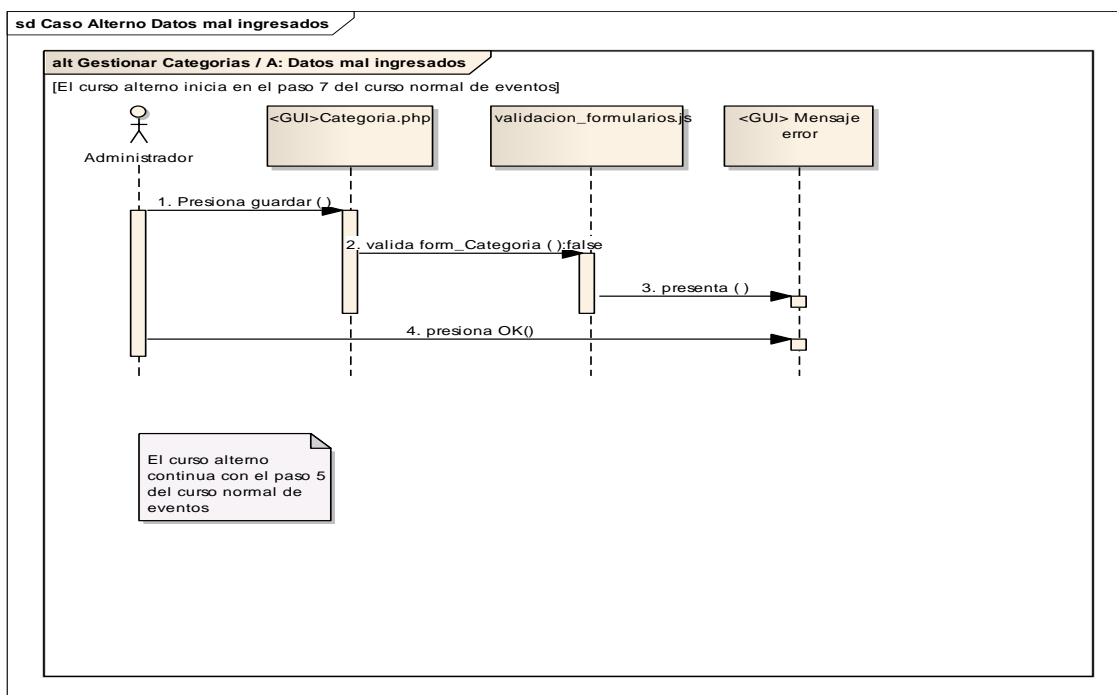 sd Caso Alterno Datos mal ingresados
alt Gestionar Categorias / A: Datos mal ingresados
[El curso alterno inicia en el paso 7 del curso normal de eventos]
Administrador
<GUI>Categoria.php
validacion_formularios.js
<GUI> Mensaje
error
1. Presiona guardar ( )
2. valida form_Categoria ( ):false
3. presenta ( )
4. presiona OK()
El curso alterno
continua con el paso 5
del curso normal de
eventos